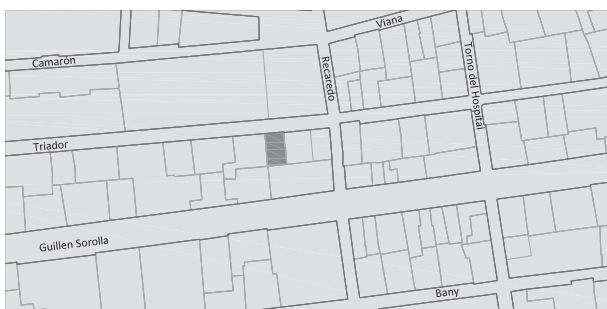 Viana
Camarón
Recaredo
Torno del Hospital
Triador
Guillen Sorolla
Bany